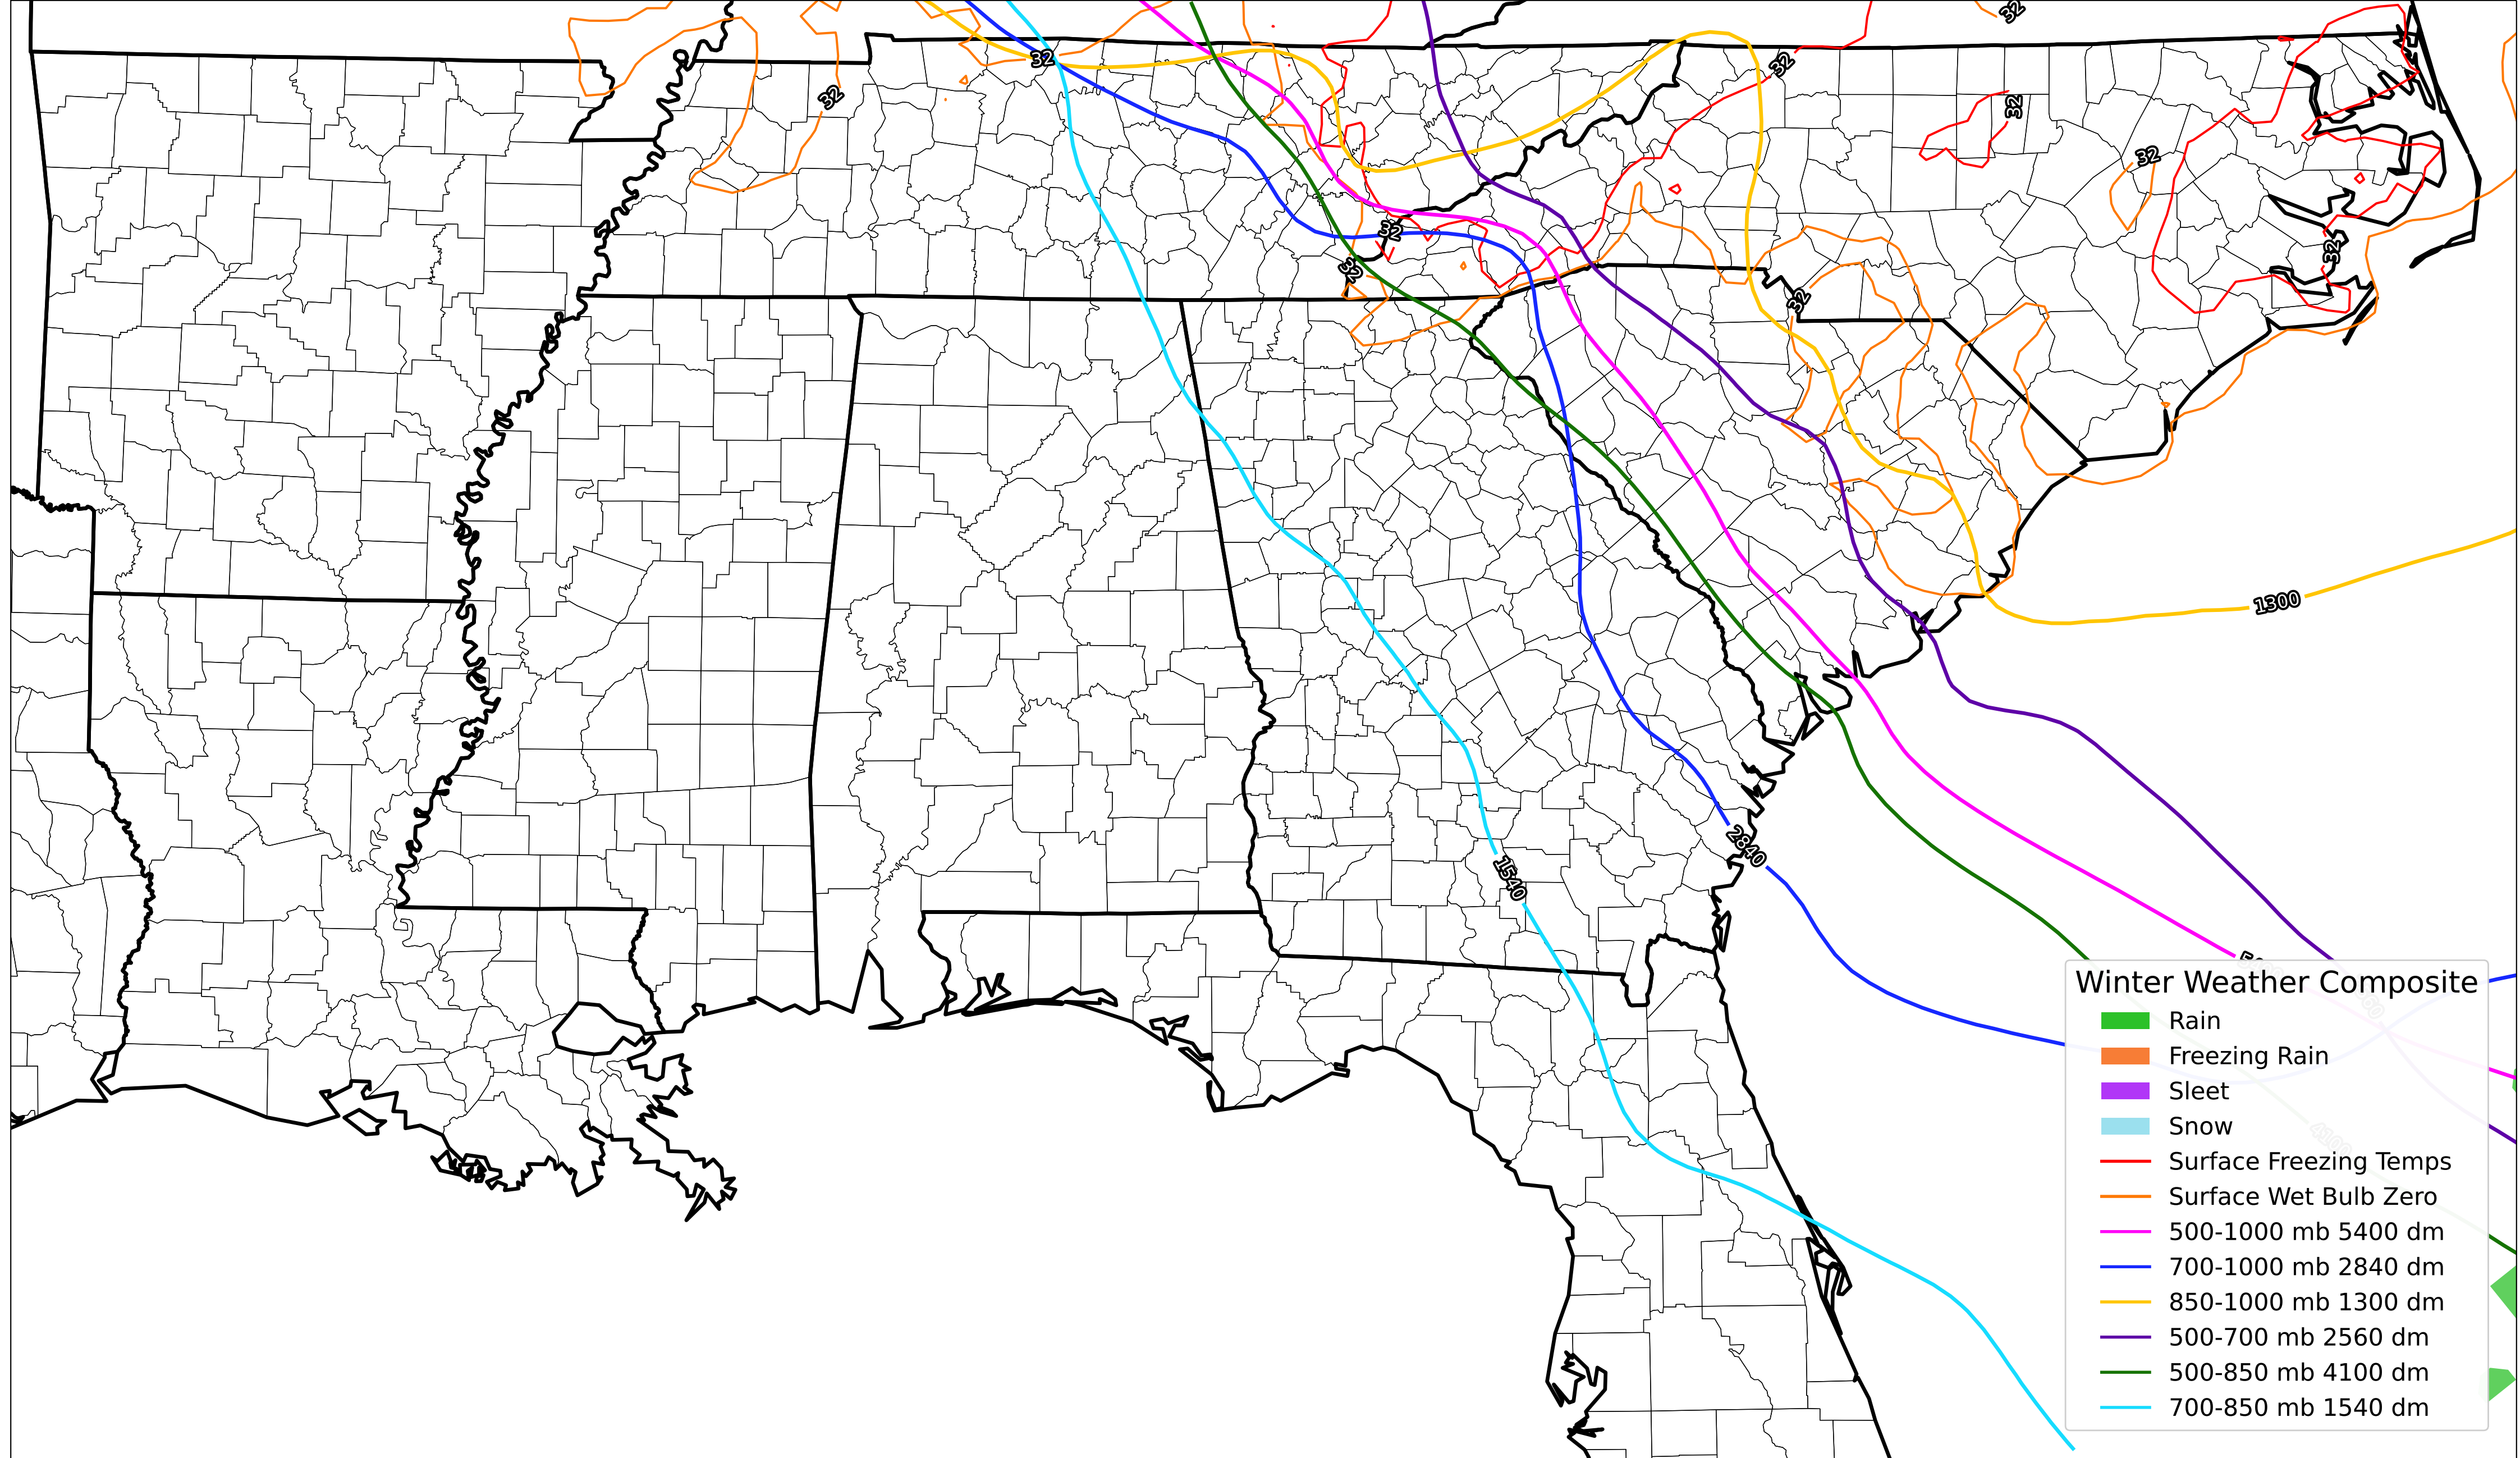 32
32
32
32
32
32
32
32
32
32
1300
2840
1540
Winter Weather Composite
Rain
Freezing Rain
Sleet
Snow
Surface Freezing Temps
Surface Wet Bulb Zero
500-1000 mb 5400 dm
700-1000 mb 2840 dm
850-1000 mb 1300 dm
500-700 mb 2560 dm
500-850 mb 4100 dm
700-850 mb 1540 dm